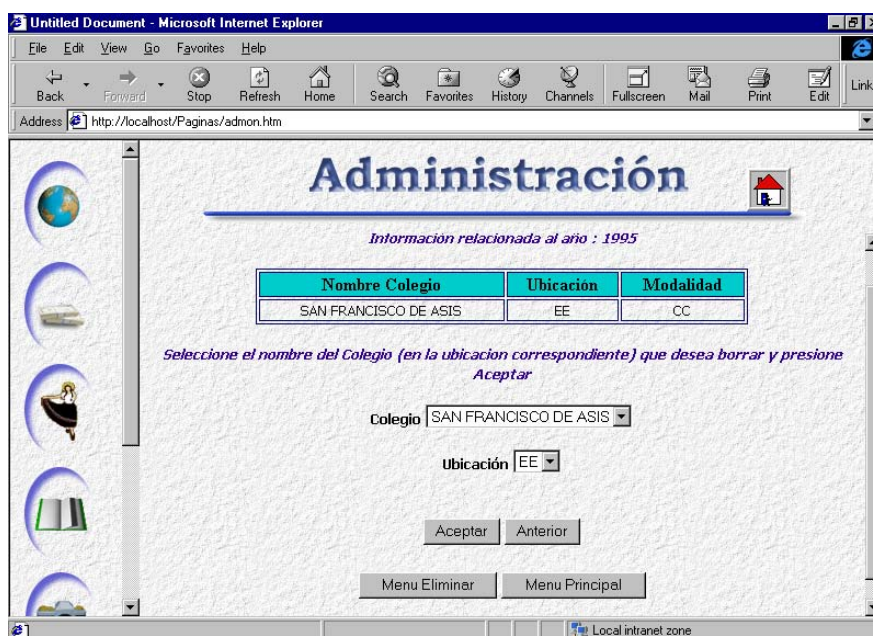 Untitled Document - Microsoft Internet Explorer
File Edit View Go Favorites Help
Back Forward Stop Refresh Home Search Favorites History Channels Fullscreen Mail Print Edit Link
Address http://localhost/Paginas/admon.htm
Administración
Información relacionada al año : 1995
Nombre Colegio Ubicación Modalidad
SAN FRANCISCO DE ASIS EE CC
Seleccione el nombre del Colegio (en la ubicacion correspondiente) que desea borrar y presione
Aceptar
Colegio SAN FRANCISCO DE ASIS
Ubicación EE
Aceptar Anterior
Menu Eliminar Menu Principal
Local intranet zone